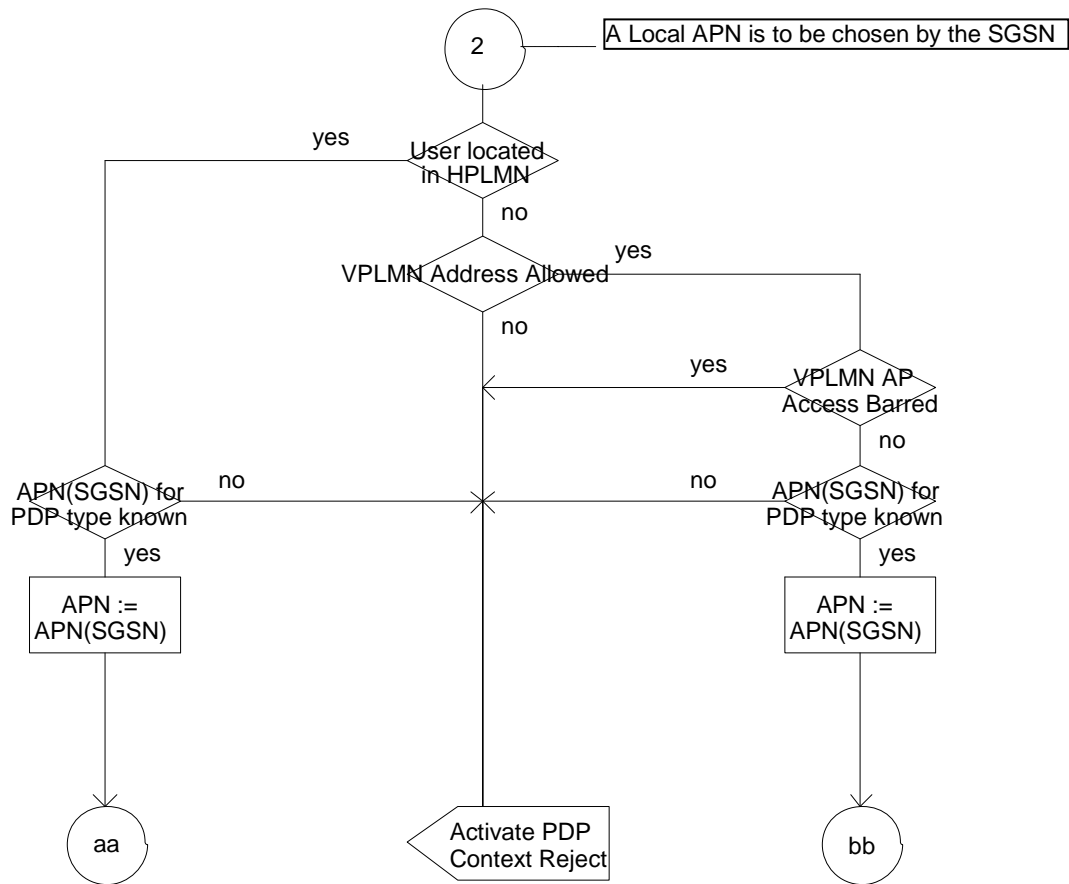 2
A Local APN is to be chosen by the SGSN
yes
User located
in HPLMN
no
yes
VPLMN Address Allowed
no
yes
VPLMN AP
Access Barred
no
APN(SGSN) for
PDP type known
no
no
APN(SGSN) for
PDP type known
yes
yes
APN :=
APN(SGSN)
APN :=
APN(SGSN)
aa
Activate PDP
Context Reject
bb